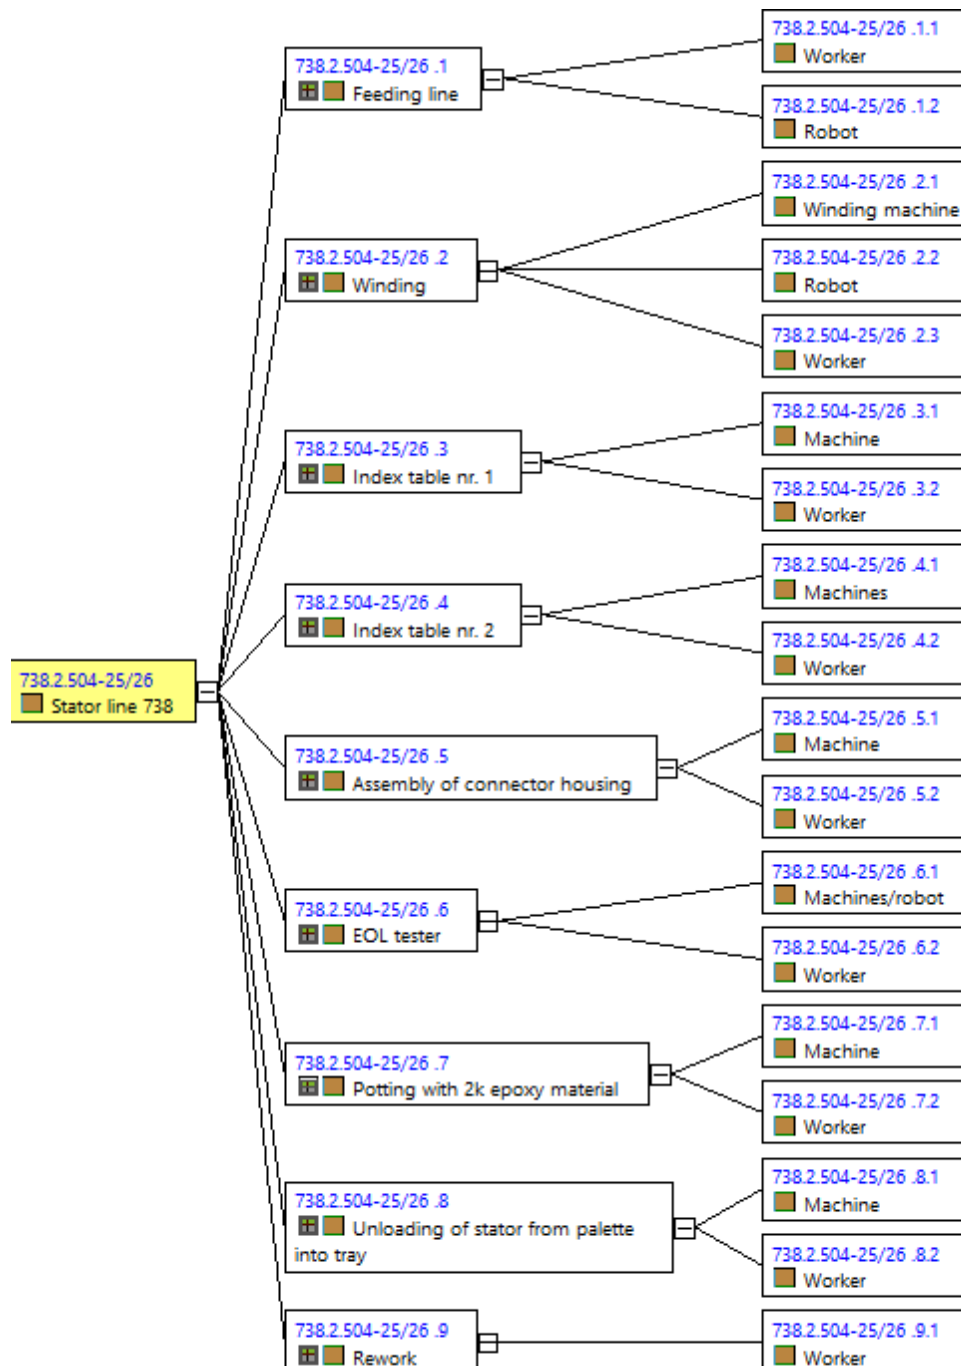 738.2.504-25/26
Stator line 738
738.2.504-25/26 .1
Feeding line
738.2.504-25/26 .1.1
Worker
738.2.504-25/26 .1.2
Robot
738.2.504-25/26 .2
Winding
738.2.504-25/26 .2.1
Winding machine
738.2.504-25/26 .2.2
Robot
738.2.504-25/26 .2.3
Worker
738.2.504-25/26 .3
Index table nr. 1
738.2.504-25/26 .3.1
Machine
738.2.504-25/26 .3.2
Worker
738.2.504-25/26 .4
Index table nr. 2
738.2.504-25/26 .4.1
Machines
738.2.504-25/26 .4.2
Worker
738.2.504-25/26 .5
Assembly of connector housing
738.2.504-25/26 .5.1
Machine
738.2.504-25/26 .5.2
Worker
738.2.504-25/26 .6
EOL tester
738.2.504-25/26 .6.1
Machines/robot
738.2.504-25/26 .6.2
Worker
738.2.504-25/26 .7
Potting with 2k epoxy material
738.2.504-25/26 .7.1
Machine
738.2.504-25/26 .7.2
Worker
738.2.504-25/26 .8
Unloading of stator from palette
into tray
738.2.504-25/26 .8.1
Machine
738.2.504-25/26 .8.2
Worker
738.2.504-25/26 .9
Rework
738.2.504-25/26 .9.1
Worker